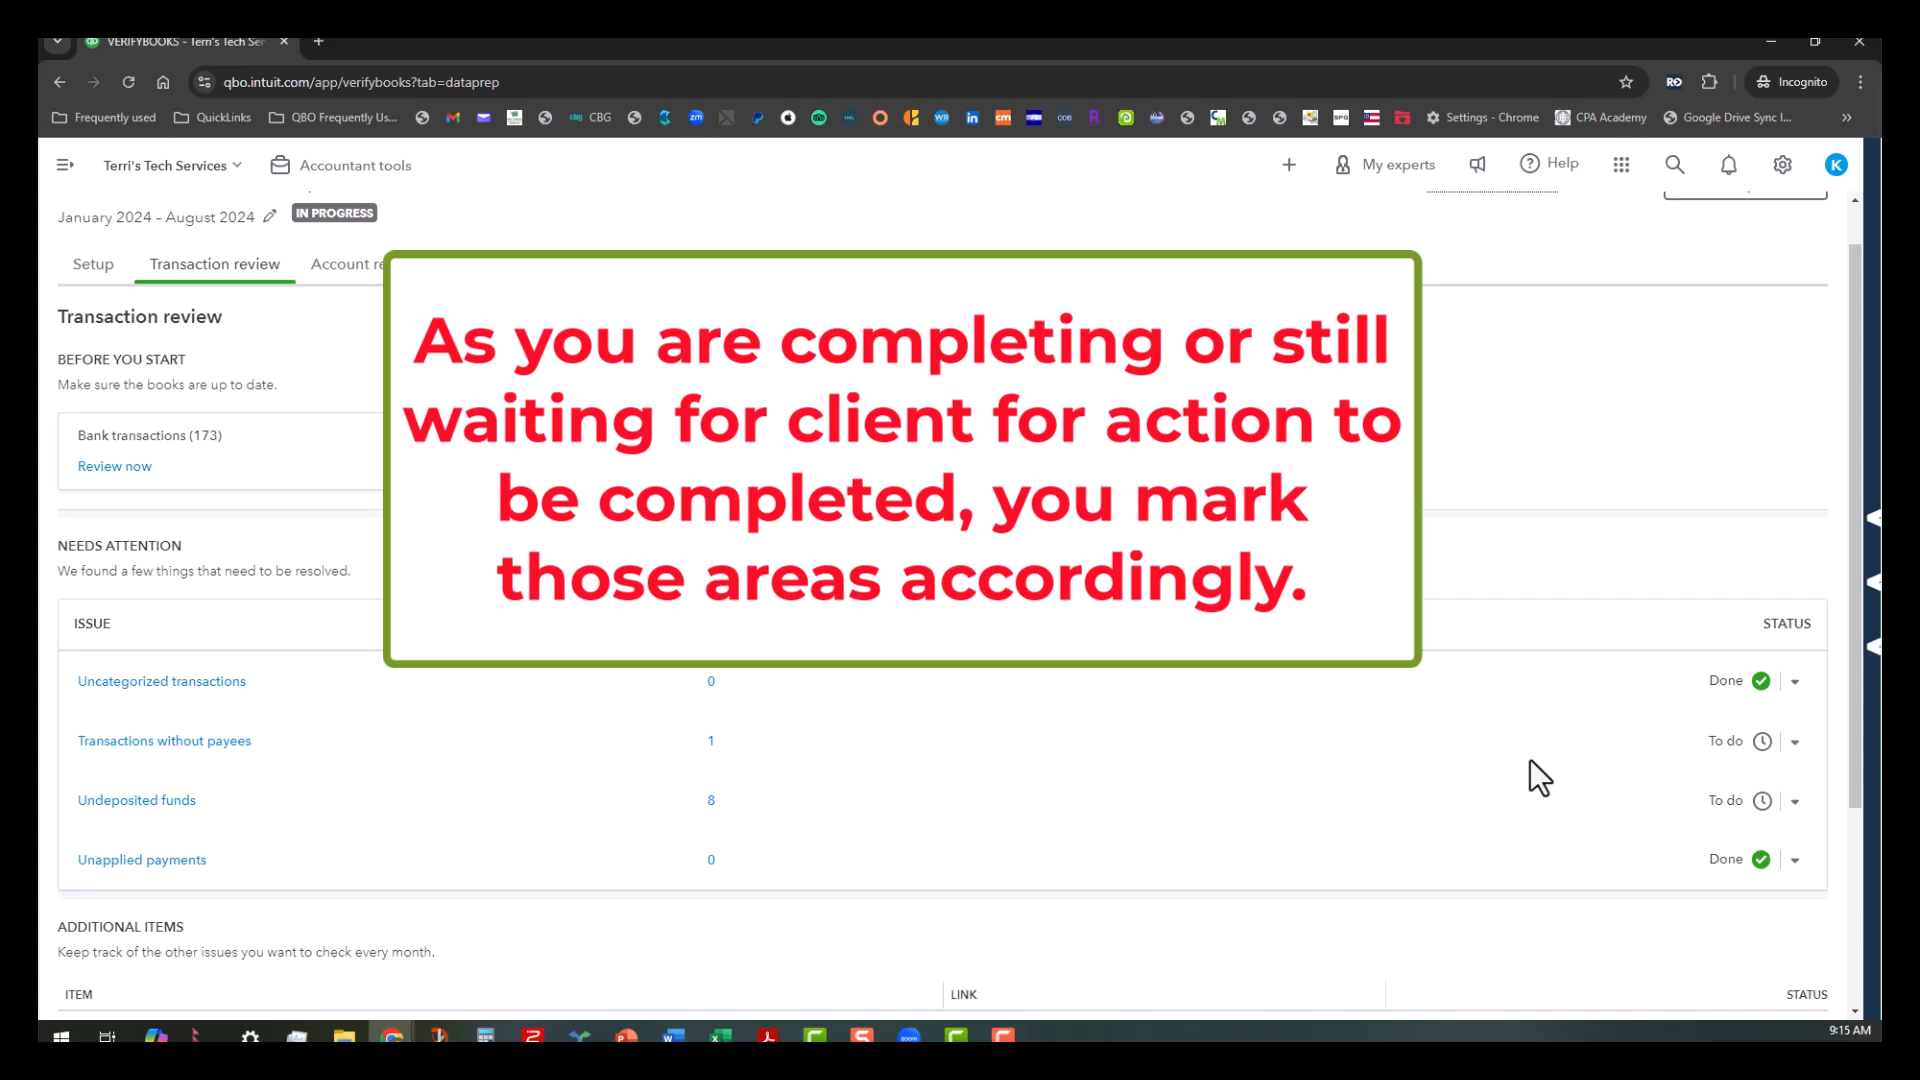 VERIFYBOOKS - Terri's Tech Ser
qbo.intuit.com/app/verifybooks?tab=dataprep
Incognito
Frequently used
QuickLinks
QBO Frequently Us...
CBG
Settings - Chrome
CPA Academy
Google Drive Sync I...
Terri's Tech Services
Accountant tools
My experts
Help
K
January 2024 – August 2024
IN PROGRESS
Setup
Transaction review
Account re
As you are completing or still
waiting for client for action to
be completed, you mark
those areas accordingly.
Transaction review
BEFORE YOU START
Make sure the books are up to date.
Bank transactions (173)
Review now
NEEDS ATTENTION
We found a few things that need to be resolved.
ISSUE
STATUS
Uncategorized transactions 0 Done
Transactions without payees 1 To do
Undeposited funds 8 To do
Unapplied payments 0 Done
ADDITIONAL ITEMS
Keep track of the other issues you want to check every month.
ITEM LINK STATUS
9:15 AM